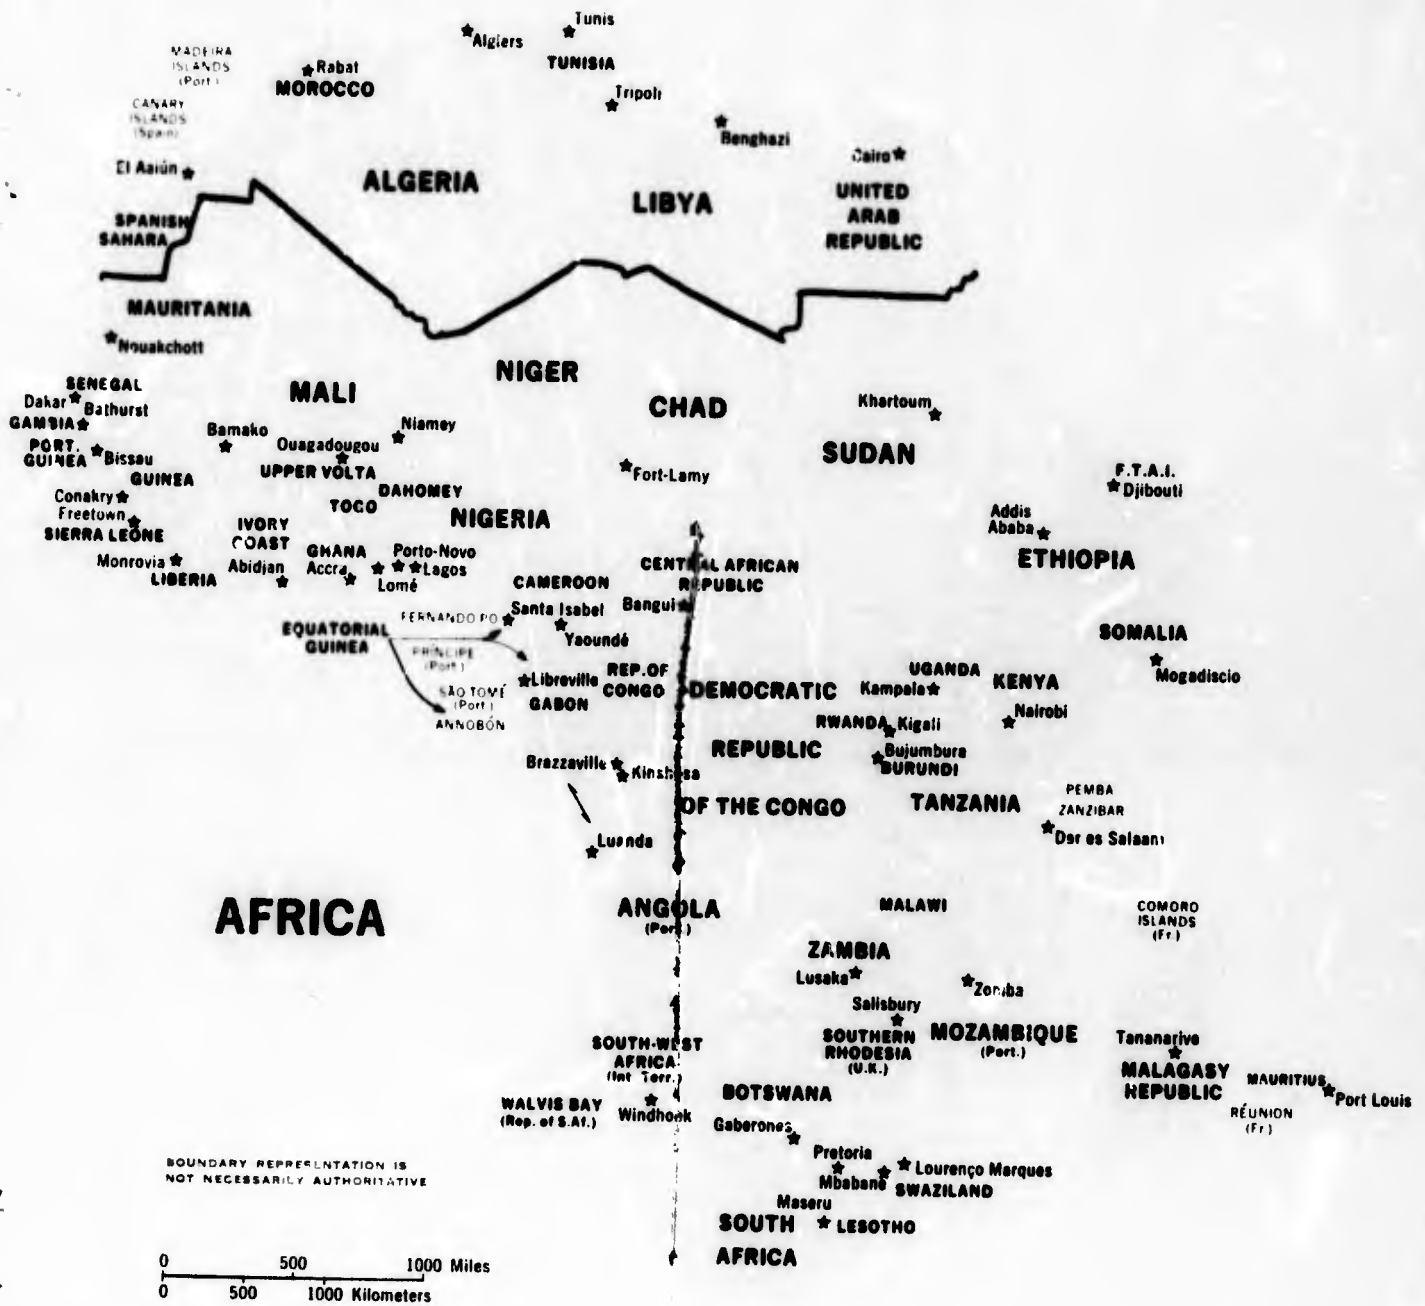 Tunis
Algiers
MADEIRA
ISLANDS
(Port.)
TUNISIA
Rabat
MOROCCO
Tripoli
CANARY
ISLANDS
(Spain)
Benghazi
Cairo
El Aaiún
ALGERIA
LIBYA
UNITED
ARAB
REPUBLIC
SPANISH
SAHARA
MAURITANIA
Nouakchott
NIGER
SENEGAL
MALI
CHAD
Dakar
Bathurst
Khartoum
GAMBIA
Bamako
Niamey
Ouagadougou
SUDAN
PORT.
GUINEA
Bissau
UPPER VOLTA
Fort-Lamy
F.T.A.I.
Djibouti
GUINEA
DAHOMEY
Conakry
TOGO
Freetown
NIGERIA
Addis
Ababa
SIERRA LEONE
IVORY
COAST
GHANA
Porto-Novo
ETHIOPIA
Monrovia
LIBERIA
Abidjan
Accra
Lagos
Lomé
CENTRAL AFRICAN
REPUBLIC
CAMEROON
FERNANDO PO
Santa Isabel
Bangui
EQUATORIAL
GUINEA
Yaoundé
SOMALIA
PRÍNCIPE
(Port.)
Mogadiscio
Libreville
REP. OF
CONGO
DEMOCRATIC
UGANDA
Kampala
KENYA
SÃO TOMÉ
(Port.)
GABON
ANNOBÓN
Nairobi
RWANDA
Kigali
REPUBLIC
Bujumbura
BURUNDI
Brazzaville
Kinshasa
PEMBA
OF THE CONGO
TANZANIA
ZANZIBAR
Dar es Salaam
Luanda
AFRICA
ANGOLA
(Port.)
MALAWI
COMORO
ISLANDS
(Fr.)
ZAMBIA
Lusaka
Zomba
Salisbury
SOUTHERN
RHODESIA
(U.K.)
MOZAMBIQUE
(Port.)
Tananarive
SOUTH-WEST
AFRICA
(Int. Terr.)
MALAGASY
REPUBLIC
MAURITIUS
Port Louis
WALVIS BAY
(Rep. of S.Af.)
Windhoek
BOTSWANA
RÉUNION
(Fr.)
Gaberones
Pretoria
Lourenço Marques
Mbabane
SWAZILAND
BOUNDARY REPRESENTATION IS
NOT NECESSARILY AUTHORITATIVE
Maseru
SOUTH
LESOTHO
AFRICA
0 500 1000 Miles
0 500 1000 Kilometers